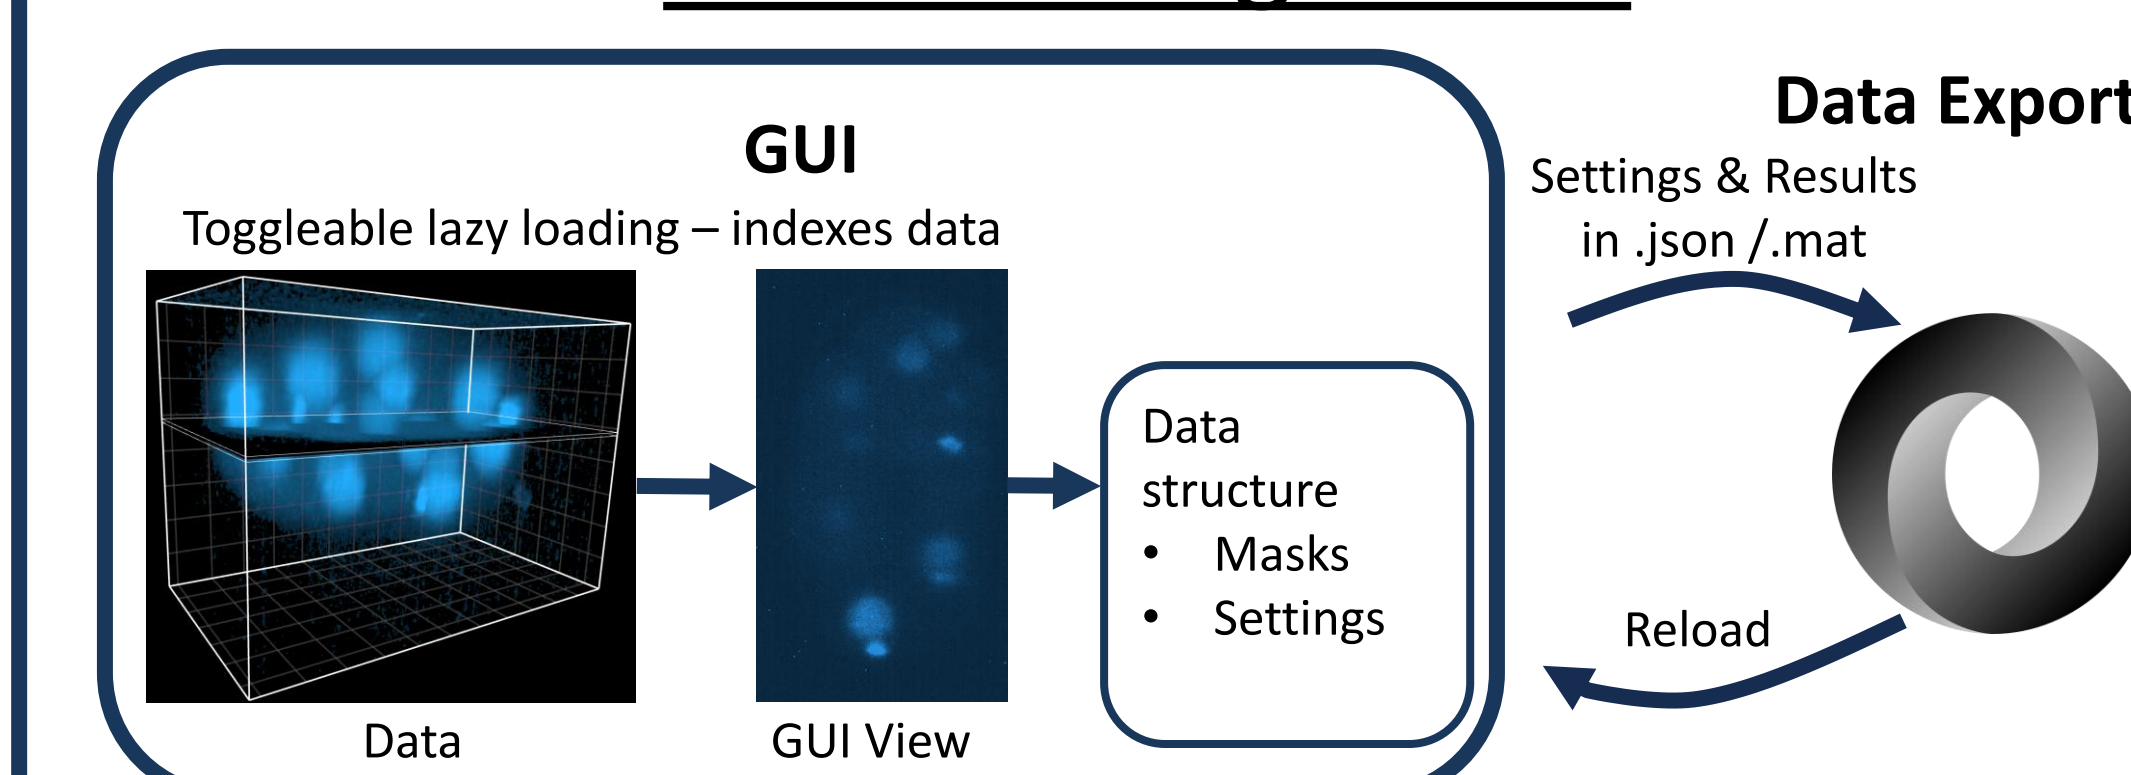 GUI
Toggleable lazy loading – indexes data
Data
GUI View
Data
structure
• Masks
• Settings
Data Export
Settings & Results
in .json /.mat
Reload